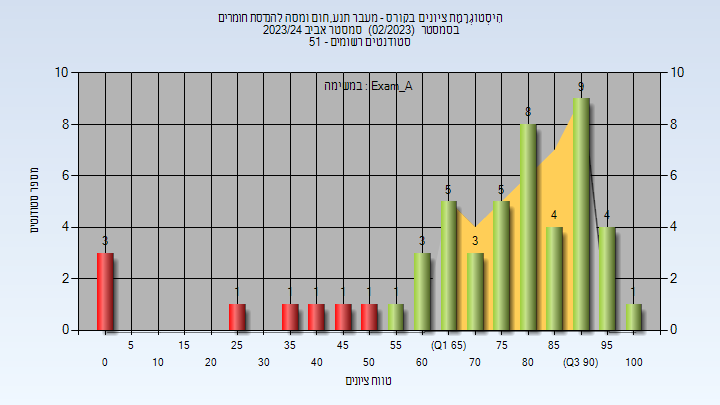 הִיסְטוֹגְרָמַת ציונים בקורס - מעבר תנע,חום ומסה להנדסת חומרים
בסמסטר (02/2023) סמסטר אביב 2023/24
סטודנטים רשומים - 51
במשימה : Exam_A
מספר סטודנטים
10 10
8 8
6 6
4 4
2 2
0 0
3 1 1 1 1 1 1 3 5 3 5 8 4 9 4 1
5 15 25 35 45 55 (Q1 65) 75 85 95
0 10 20 30 40 50 60 70 80 (Q3 90) 100
טווח ציונים